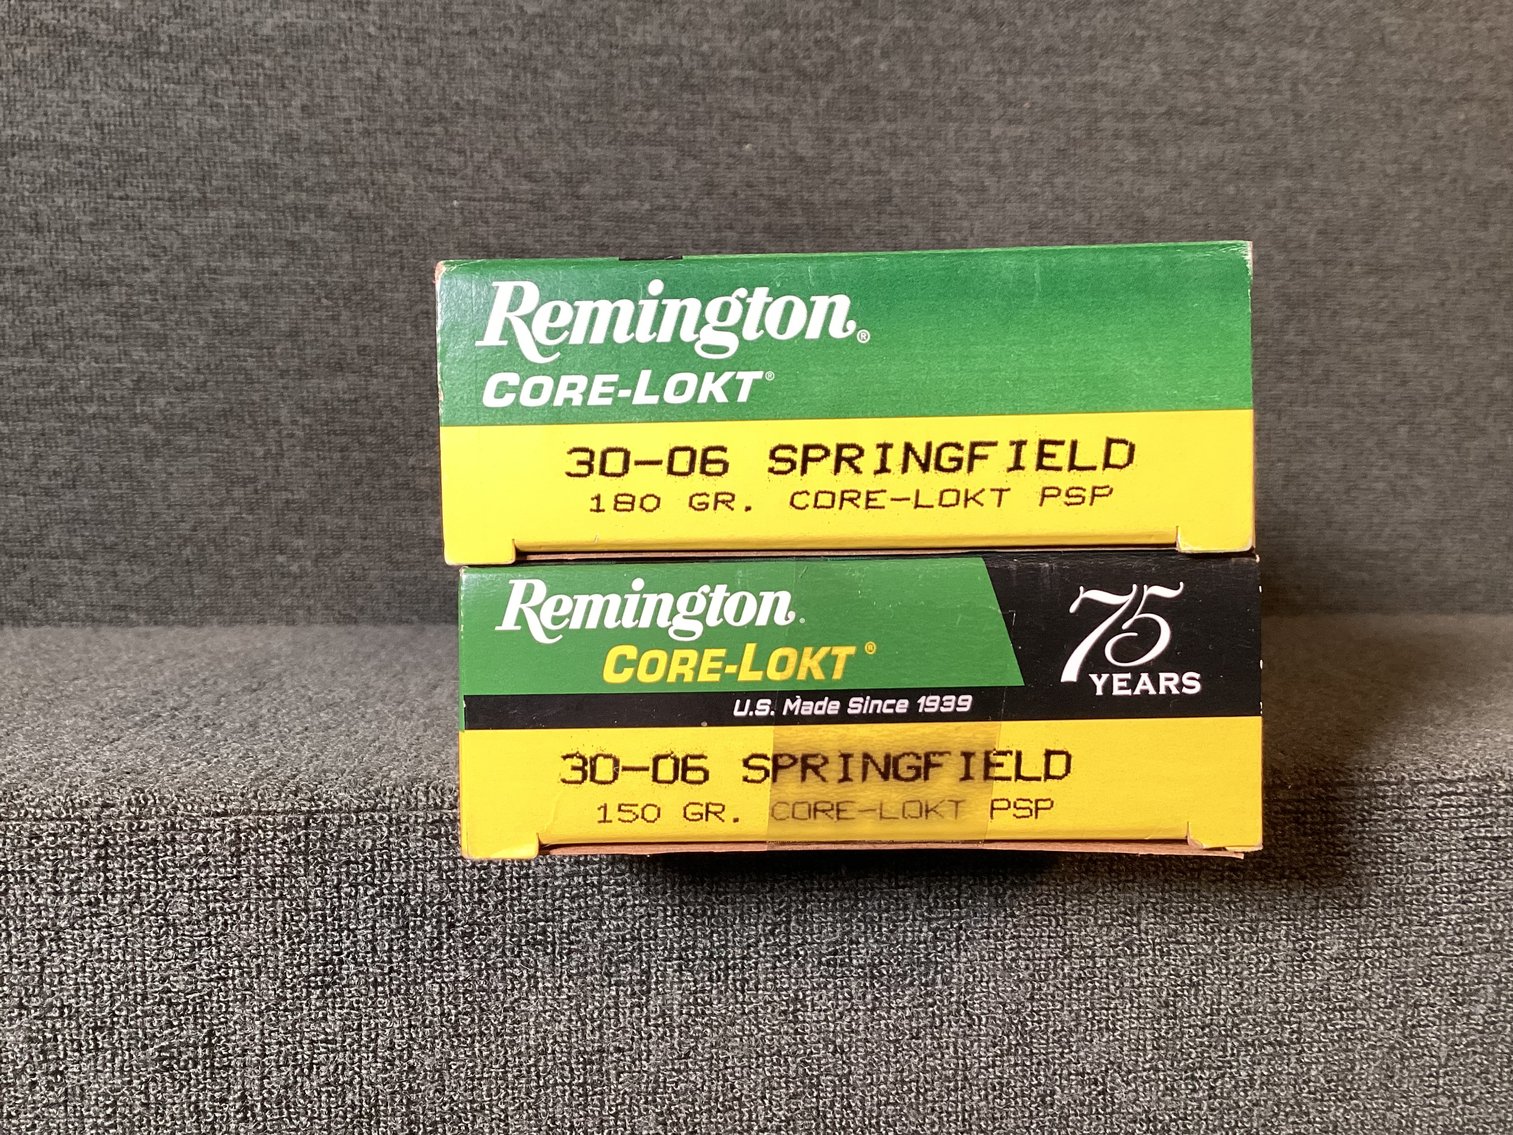 Remington®
CORE-LOKT®
30-06 SPRINGFIELD
180 GR. CORE-LOKT PSP
Remington.
CORE-LOKT®
75
YEARS
U.S. Made Since 1939
30-06 SPRINGFIELD
150 GR. CORE-LOKT PSP